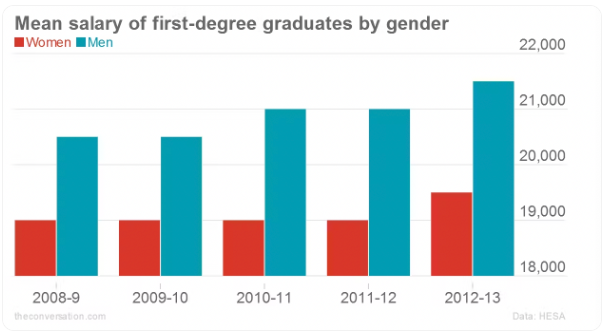 Mean salary of first-degree graduates by gender
Women Men
22,000
21,000
20,000
19,000
18,000
2008-9 2009-10 2010-11 2011-12 2012-13
theconversation.com Data: HESA